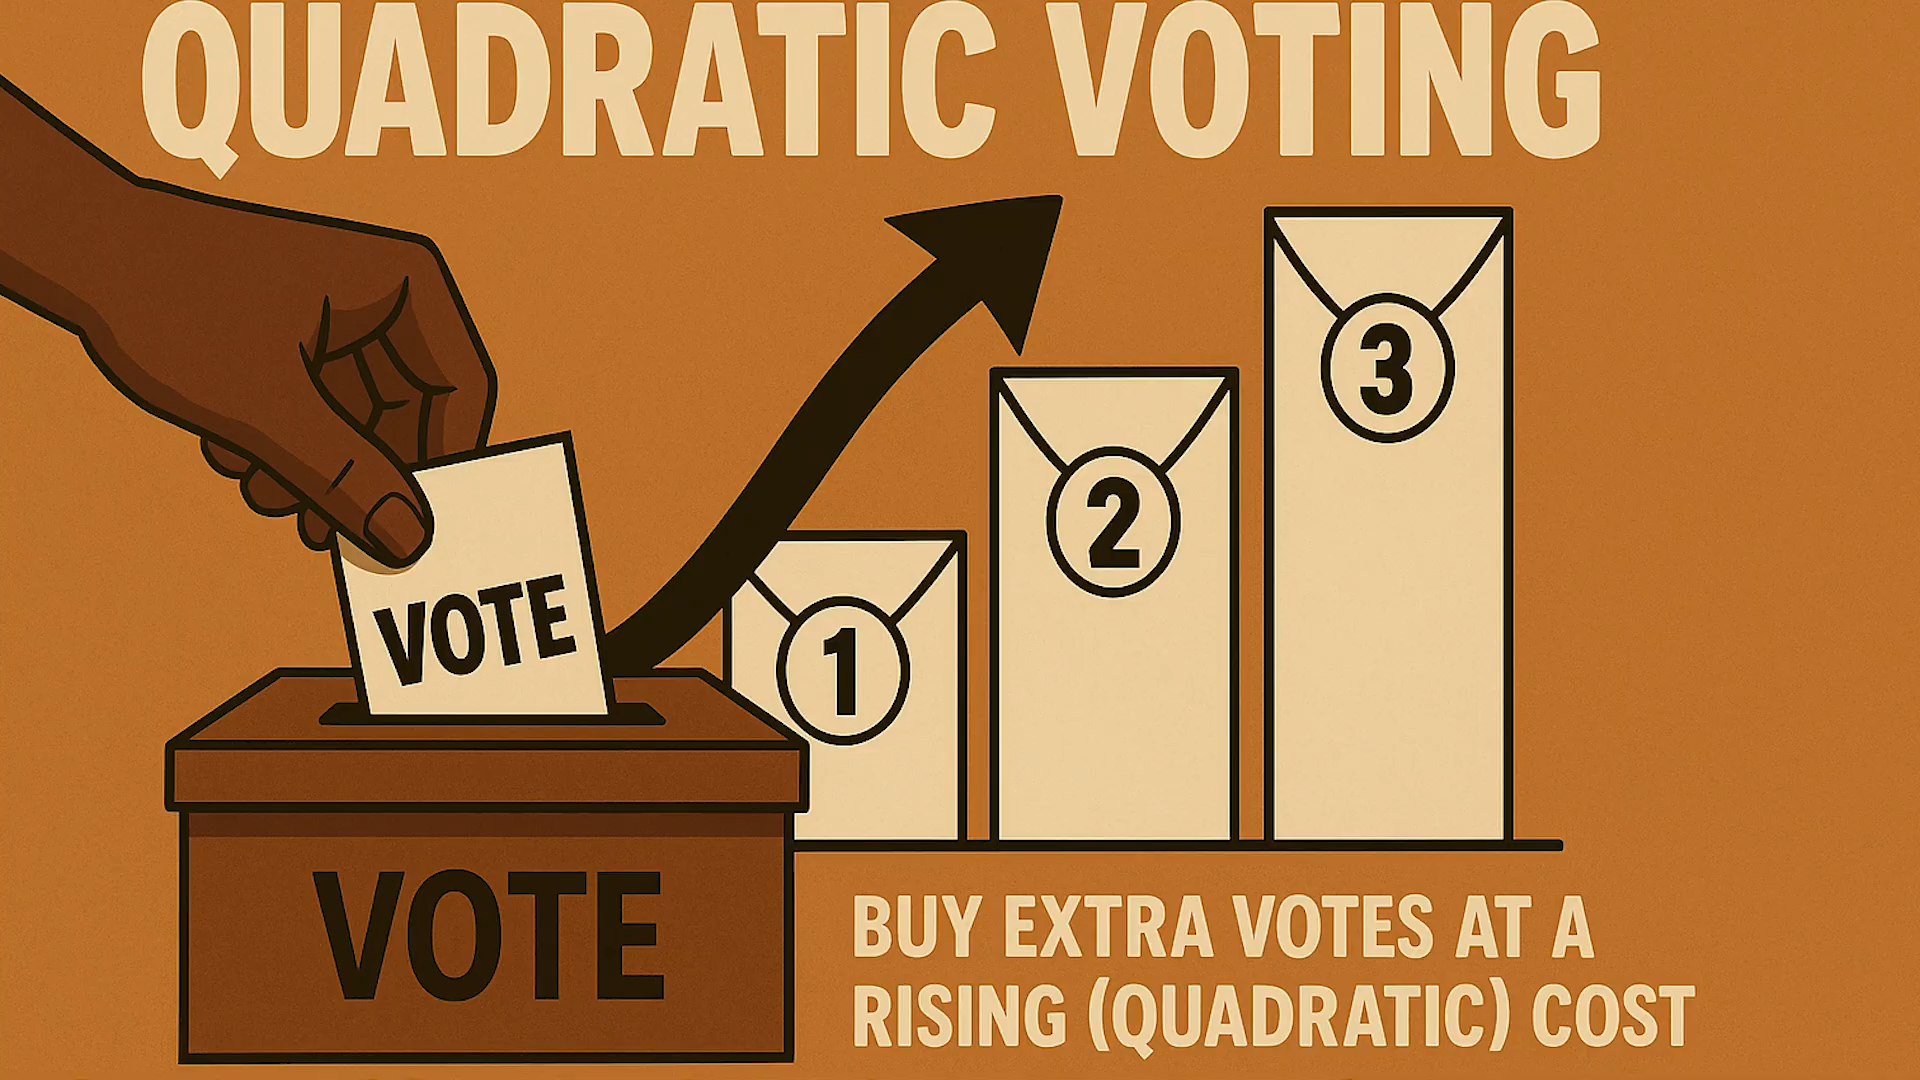 QUADRATIC VOTING
3
2
1
VOTE
VOTE
BUY EXTRA VOTES AT A
RISING (QUADRATIC) COST